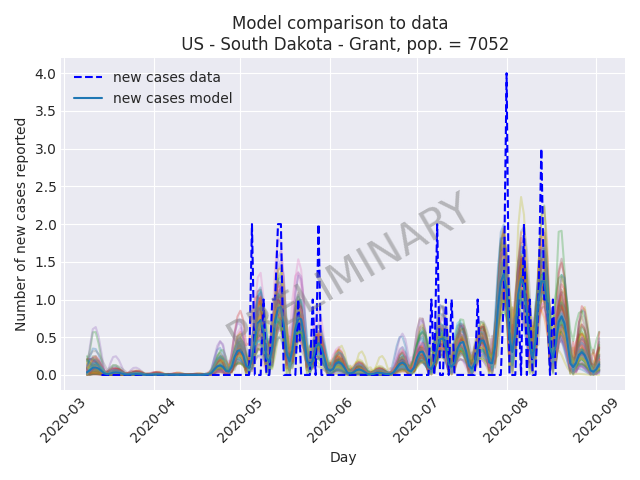 Model comparison to data
US - South Dakota - Grant, pop. = 7052
new cases data
new cases model
PRELIMINARY
Number of new cases reported
4.0
3.5
3.0
2.5
2.0
1.5
1.0
0.5
0.0
2020-03
2020-04
2020-05
2020-06
2020-07
2020-08
2020-09
Day